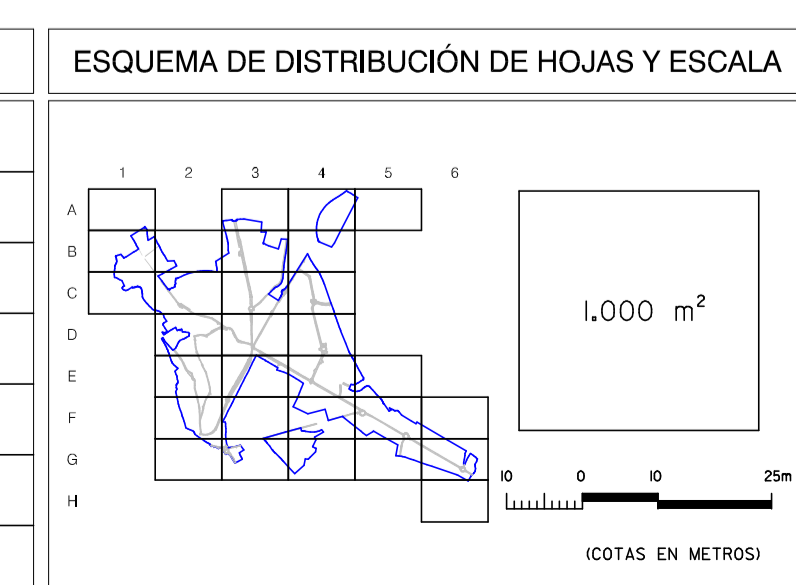 ESQUEMA DE DISTRIBUCIÓN DE HOJAS Y ESCALA
1 2 3 4 5 6
A
B
C
D
E
F
G
H
1.000 m²
10 0 10 25m
(COTAS EN METROS)